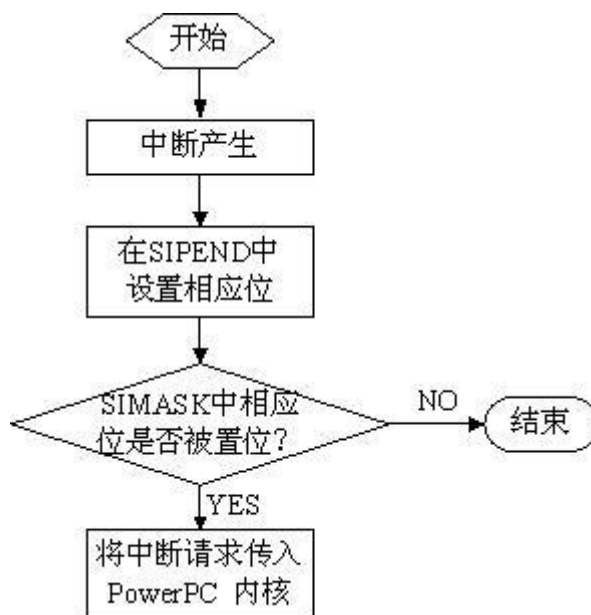 开始
中断产生
在SIPEND中
设置相应位
SIMASK中相应
位是否被置位?
NO
结束
YES
将中断请求传入
PowerPC 内核